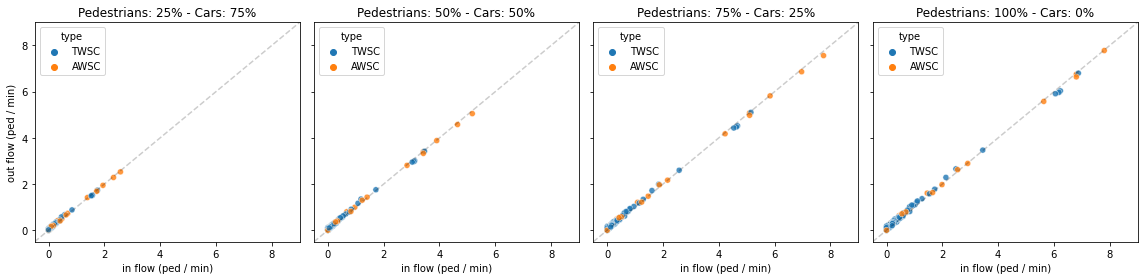 Pedestrians: 25% - Cars: 75%
Pedestrians: 50% - Cars: 50%
Pedestrians: 75% - Cars: 25%
Pedestrians: 100% - Cars: 0%
type
TWSC
AWSC
type
TWSC
AWSC
type
TWSC
AWSC
type
TWSC
AWSC
out flow (ped / min)
8
6
4
2
0
0 2 4 6 8
0 2 4 6 8
0 2 4 6 8
0 2 4 6 8
in flow (ped / min)
in flow (ped / min)
in flow (ped / min)
in flow (ped / min)